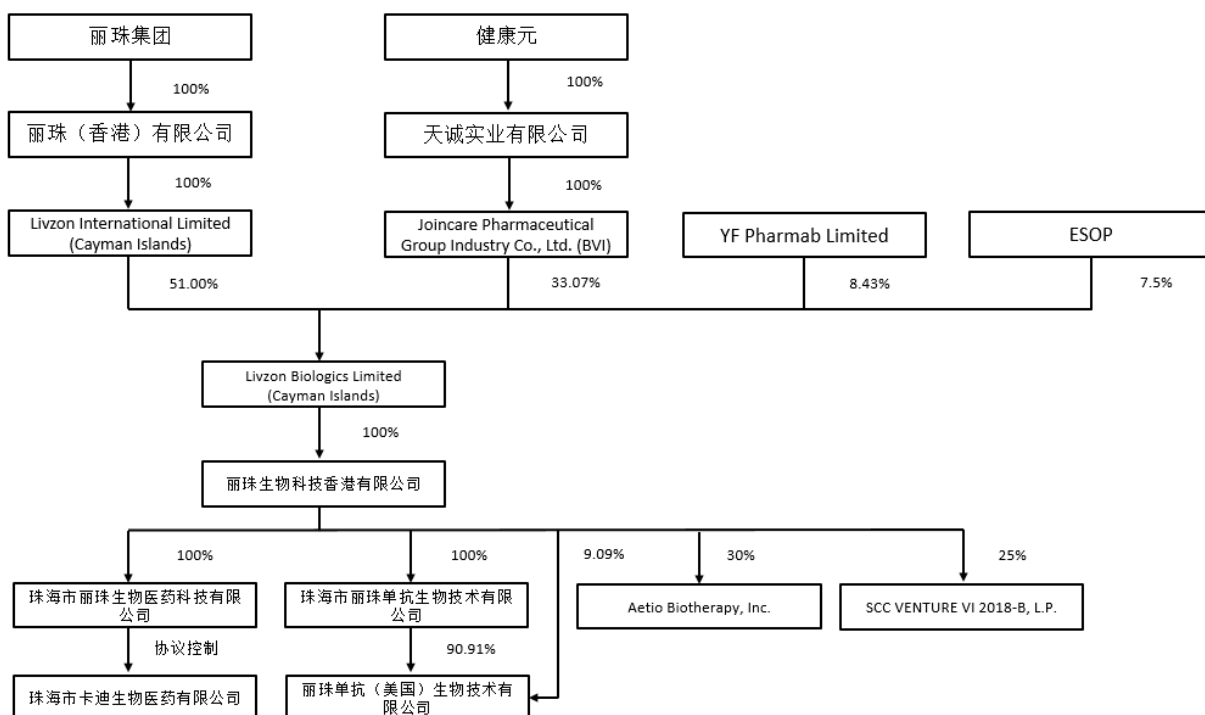 丽珠集团
健康元
100%
100%
丽珠（香港）有限公司
天诚实业有限公司
100%
100%
Livzon International Limited
(Cayman Islands)
Joincare Pharmaceutical
Group Industry Co., Ltd. (BVI)
YF Pharmab Limited
ESOP
51.00%
33.07%
8.43%
7.5%
Livzon Biologics Limited
(Cayman Islands)
100%
丽珠生物科技香港有限公司
100%
100%
9.09%
30%
25%
珠海市丽珠生物医药科技有限
公司
珠海市丽珠单抗生物技术有限
公司
Aetio Biotherapy, Inc.
SCC VENTURE VI 2018-B, L.P.
协议控制
90.91%
珠海市卡迪生物医药有限公司
丽珠单抗（美国）生物技术有
限公司